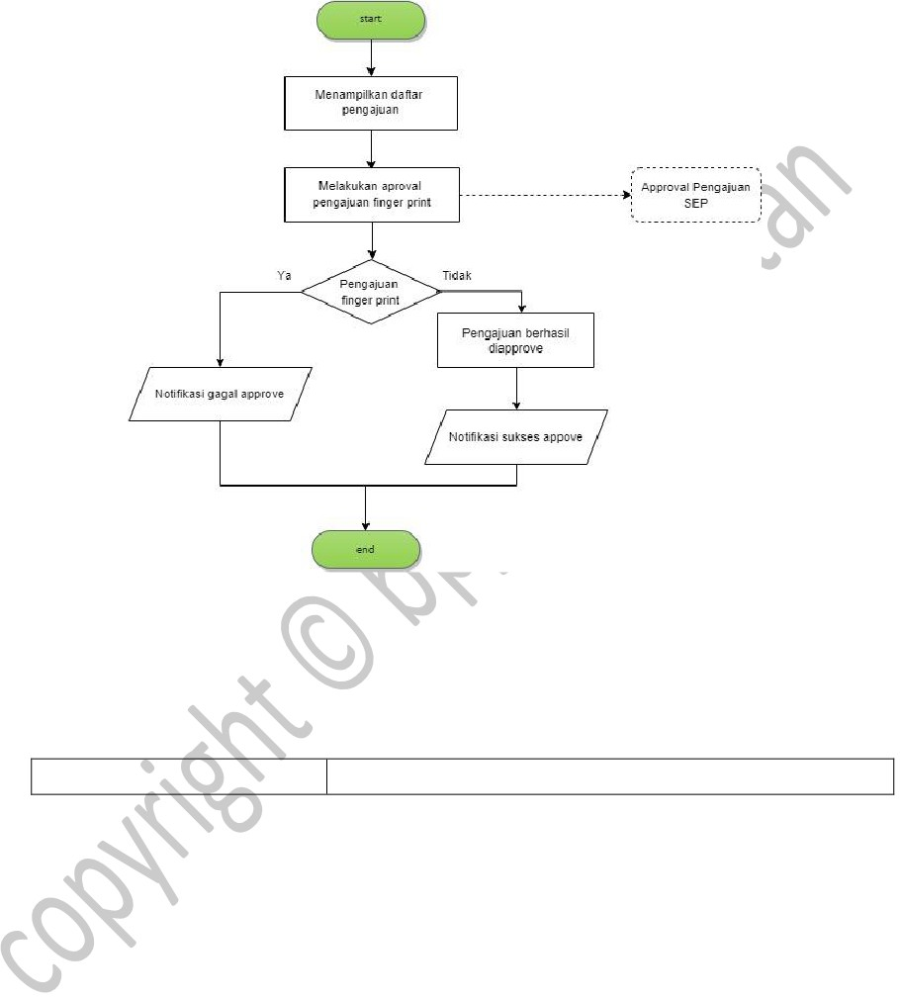 start
Menampilkan daftar
pengajuan
Melakukan aproval
pengajuan finger print
Approval Pengajuan
SEP
Ya
Tidak
Pengajuan
finger print
Pengajuan berhasil
diapprove
Notifikasi gagal approve
Notifikasi sukses appove
end
copyright ©